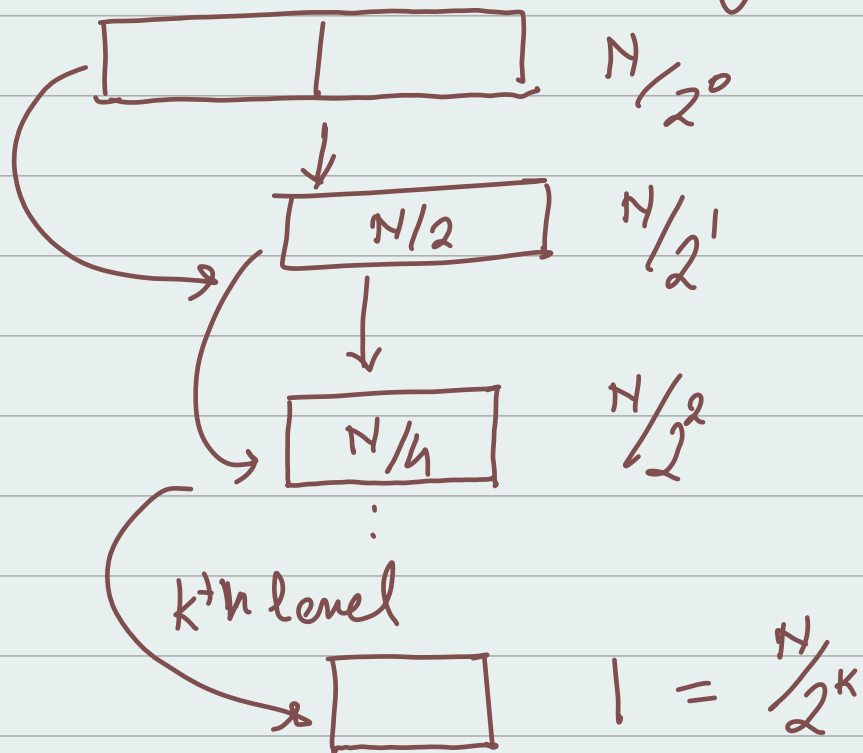 N/2⁰
N/2 N/2¹
N/4 N/2²
:
kth level
1 = N/2ᴷ